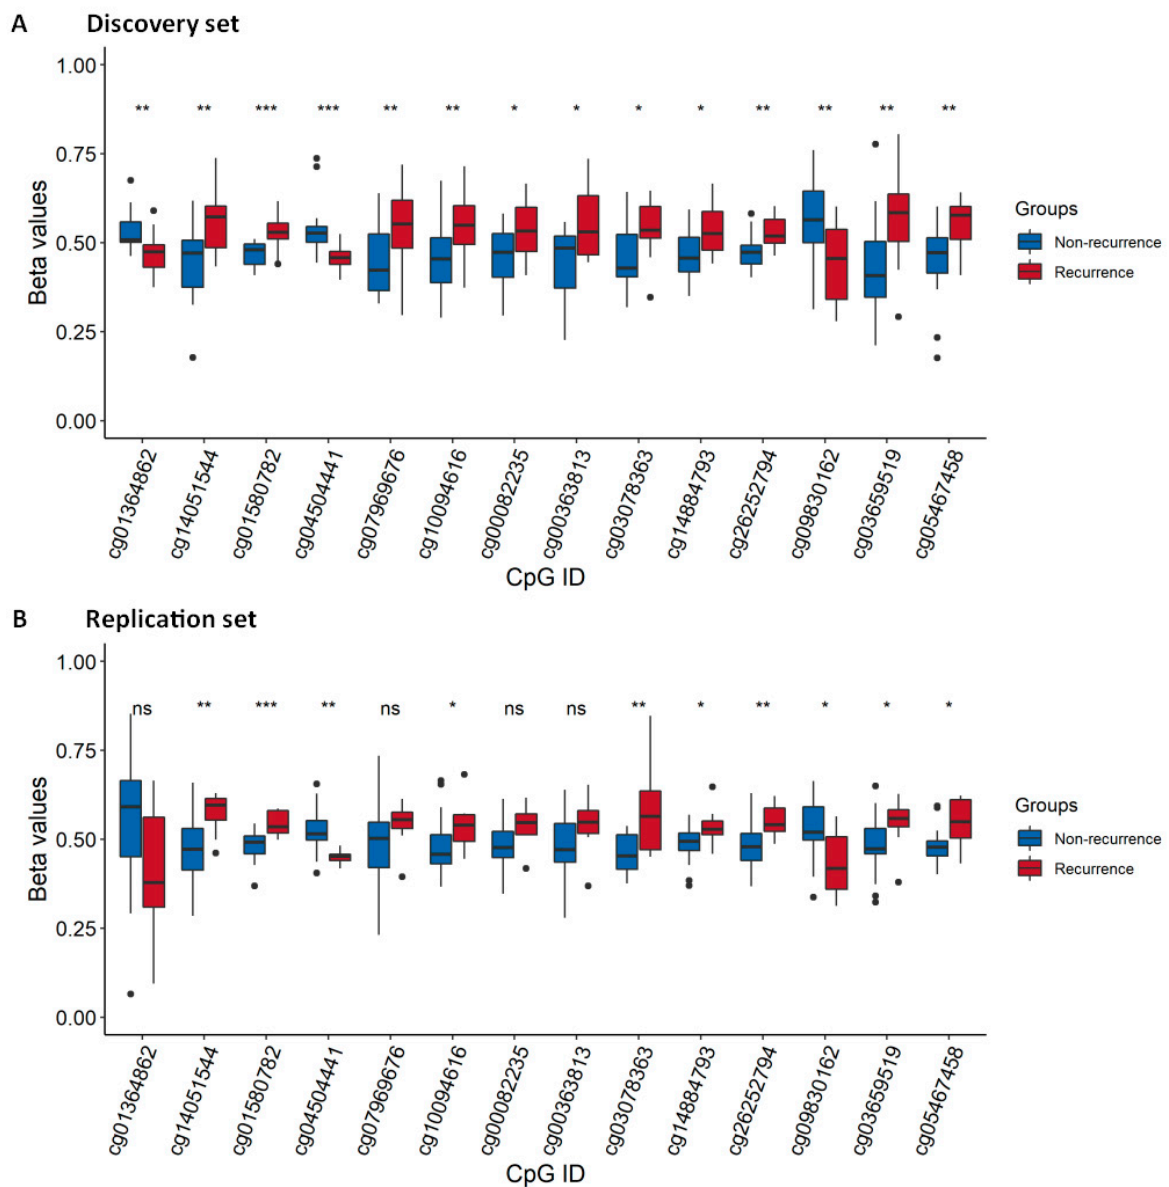 A Discovery set
1.00
** ** *** *** ** ** * * * * ** ** ** **
0.75
0.50
0.25
0.00
Beta values
Groups
Non-recurrence
Recurrence
cg01364862 cg14051544 cg01580782 cg04504441 cg07969676 cg10094616 cg00082235 cg00363813 cg03078363 cg14884793 cg26252794 cg09830162 cg03659519 cg05467458
CpG ID
B Replication set
1.00
ns ** *** ** ns * ns ns ** * ** * * *
0.75
0.50
0.25
0.00
Beta values
Groups
Non-recurrence
Recurrence
cg01364862 cg14051544 cg01580782 cg04504441 cg07969676 cg10094616 cg00082235 cg00363813 cg03078363 cg14884793 cg26252794 cg09830162 cg03659519 cg05467458
CpG ID